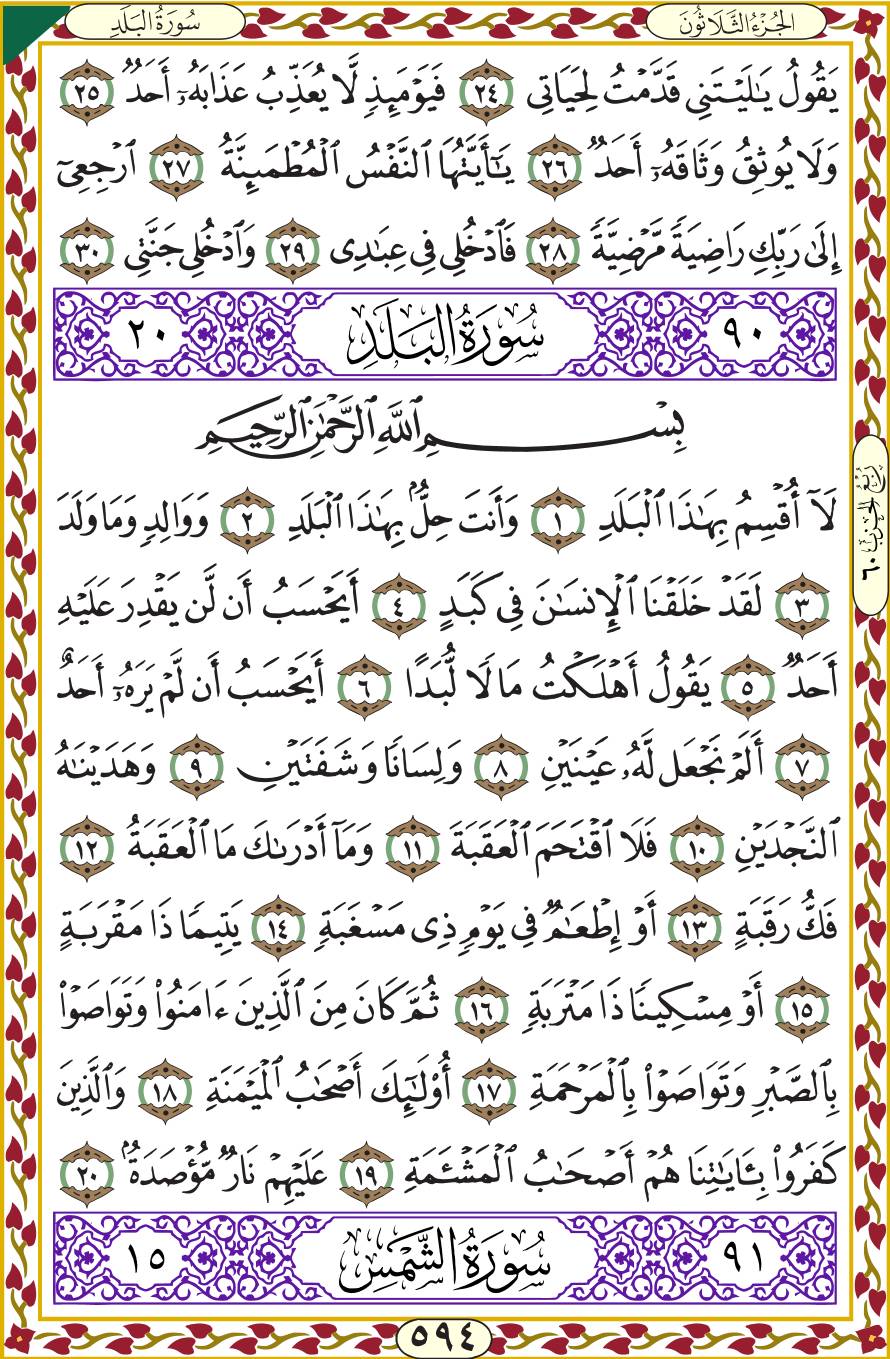 الجُزْءُ الثَّلَاثُونَ
سُورَةُ البَلَدِ
يَقُولُ يَٰلَيْتَنِى قَدَّمْتُ لِحَيَاتِى ٢٤ فَيَوْمَئِذٍ لَّا يُعَذِّبُ عَذَابَهُۥٓ أَحَدٌ ٢٥
وَلَا يُوثِقُ وَثَاقَهُۥٓ أَحَدٌ ٢٦ يَٰٓأَيَّتُهَا ٱلنَّفْسُ ٱلْمُطْمَئِنَّةُ ٢٧ ٱرْجِعِىٓ
إِلَىٰ رَبِّكِ رَاضِيَةً مَّرْضِيَّةً ٢٨ فَٱدْخُلِى فِى عِبَٰدِى ٢٩ وَٱدْخُلِى جَنَّتِى ٣٠
٩٠ سُورَةُ البَلَدِ ٢٠
بِسْمِ ٱللَّهِ ٱلرَّحْمَٰنِ ٱلرَّحِيمِ
لَآ أُقْسِمُ بِهَٰذَا ٱلْبَلَدِ ١ وَأَنتَ حِلٌّۢ بِهَٰذَا ٱلْبَلَدِ ٢ وَوَالِدٍ وَمَا وَلَدَ
٣ لَقَدْ خَلَقْنَا ٱلْإِنسَٰنَ فِى كَبَدٍ ٤ أَيَحْسَبُ أَن لَّن يَقْدِرَ عَلَيْهِ
أَحَدٌ ٥ يَقُولُ أَهْلَكْتُ مَالًا لُّبَدًا ٦ أَيَحْسَبُ أَن لَّمْ يَرَهُۥٓ أَحَدٌ
٧ أَلَمْ نَجْعَل لَّهُۥ عَيْنَيْنِ ٨ وَلِسَانًا وَشَفَتَيْنِ ٩ وَهَدَيْنَٰهُ
ٱلنَّجْدَيْنِ ١٠ فَلَا ٱقْتَحَمَ ٱلْعَقَبَةَ ١١ وَمَآ أَدْرَىٰكَ مَا ٱلْعَقَبَةُ ١٢
فَكُّ رَقَبَةٍ ١٣ أَوْ إِطْعَٰمٌ فِى يَوْمٍ ذِى مَسْغَبَةٍ ١٤ يَتِيمًا ذَا مَقْرَبَةٍ
١٥ أَوْ مِسْكِينًا ذَا مَتْرَبَةٍ ١٦ ثُمَّ كَانَ مِنَ ٱلَّذِينَ ءَامَنُوا۟ وَتَوَاصَوْا۟
بِٱلصَّبْرِ وَتَوَاصَوْا۟ بِٱلْمَرْحَمَةِ ١٧ أُو۟لَٰٓئِكَ أَصْحَٰبُ ٱلْمَيْمَنَةِ ١٨ وَٱلَّذِينَ
كَفَرُوا۟ بِـَٔايَٰتِنَا هُمْ أَصْحَٰبُ ٱلْمَشْـَٔمَةِ ١٩ عَلَيْهِمْ نَارٌ مُّؤْصَدَةٌۢ ٢٠
٩١ سُورَةُ الشَّمْسِ ١٥
رُبْعُ الحِزْبِ ٦٠
٥٩٤